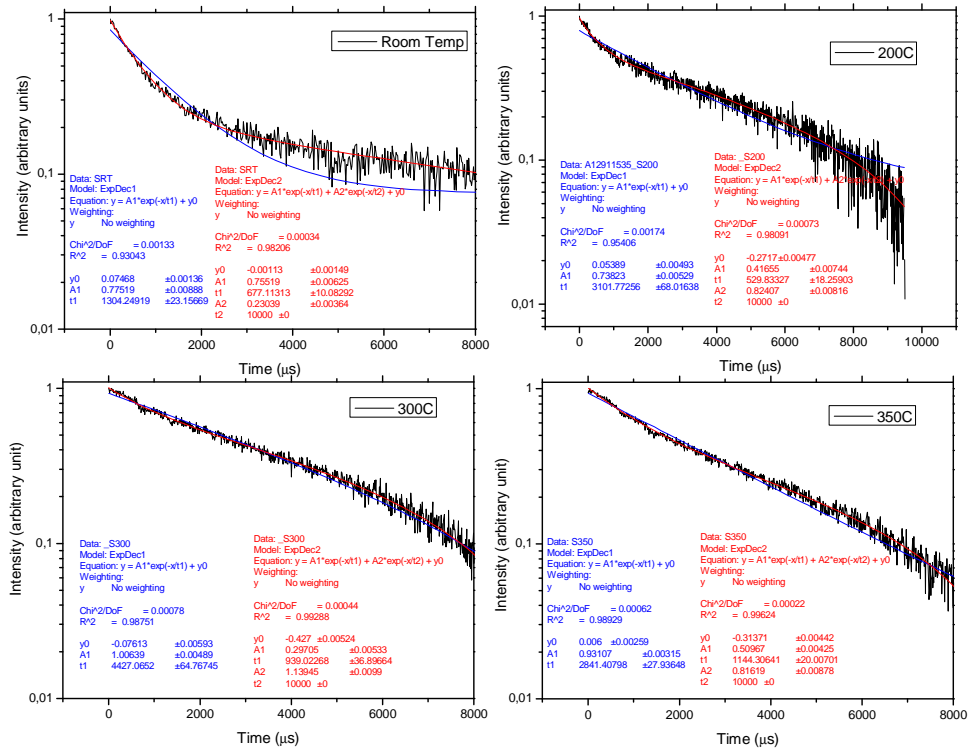 Room Temp
Intensity (arbitrary units)
1
0,1
0,01
Data: SRT
Model: ExpDec1
Equation: y = A1*exp(-x/t1) + y0
Weighting:
y No weighting
Chi^2/DoF = 0.00133
R^2 = 0.93043
y0 0.07468 ±0.00136
A1 0.77519 ±0.00888
t1 1304.24919 ±23.15669
Data: SRT
Model: ExpDec2
Equation: y = A1*exp(-x/t1) + A2*exp(-x/t2) + y0
Weighting:
y No weighting
Chi^2/DoF = 0.00034
R^2 = 0.98206
y0 -0.00113 ±0.00149
A1 0.75519 ±0.00625
t1 677.11313 ±10.08292
A2 0.23039 ±0.00364
t2 10000 ±0
0 2000 4000 6000 8000
Time (μs)
200C
Intensity (arbitrary units)
1
0,1
0,01
Data: A12911535_S200
Model: ExpDec1
Equation: y = A1*exp(-x/t1) + y0
Weighting:
y No weighting
Chi^2/DoF = 0.00174
R^2 = 0.95406
y0 0.05389 ±0.00493
A1 0.73823 ±0.00529
t1 3101.77256 ±68.01638
Data: _S200
Model: ExpDec2
Equation: y = A1*exp(-x/t1) + A2*exp(-x/t2) + y0
Weighting:
y No weighting
Chi^2/DoF = 0.00073
R^2 = 0.98091
y0 -0.2717 ±0.00477
A1 0.41655 ±0.00744
t1 529.83327 ±18.25903
A2 0.82407 ±0.00816
t2 10000 ±0
0 2000 4000 6000 8000 10000
Time (μs)
300C
Intensity (arbitrary unit)
1
0,1
0,01
Data: _S300
Model: ExpDec1
Equation: y = A1*exp(-x/t1) + y0
Weighting:
y No weighting
Chi^2/DoF = 0.00078
R^2 = 0.98751
y0 -0.07613 ±0.00593
A1 1.00639 ±0.00489
t1 4427.0652 ±64.76745
Data: _S300
Model: ExpDec2
Equation: y = A1*exp(-x/t1) + A2*exp(-x/t2) + y0
Weighting:
y No weighting
Chi^2/DoF = 0.00044
R^2 = 0.99288
y0 -0.427 ±0.00524
A1 0.29705 ±0.00533
t1 939.02268 ±36.89664
A2 1.13945 ±0.0099
t2 10000 ±0
0 2000 4000 6000 8000
Time (μs)
350C
Intensity (arbitrary unit)
1
0,1
0,01
Data: S350
Model: ExpDec1
Equation: y = A1*exp(-x/t1) + y0
Weighting:
y No weighting
Chi^2/DoF = 0.00062
R^2 = 0.98929
y0 0.006 ±0.00259
A1 0.93107 ±0.00315
t1 2841.40798 ±27.93648
Data: S350
Model: ExpDec2
Equation: y = A1*exp(-x/t1) + A2*exp(-x/t2) + y0
Weighting:
y No weighting
Chi^2/DoF = 0.00022
R^2 = 0.99624
y0 -0.31371 ±0.00442
A1 0.50967 ±0.00425
t1 1144.30641 ±20.00701
A2 0.81619 ±0.00878
t2 10000 ±0
0 1000 2000 3000 4000 5000 6000 7000 8000
Time (μs)